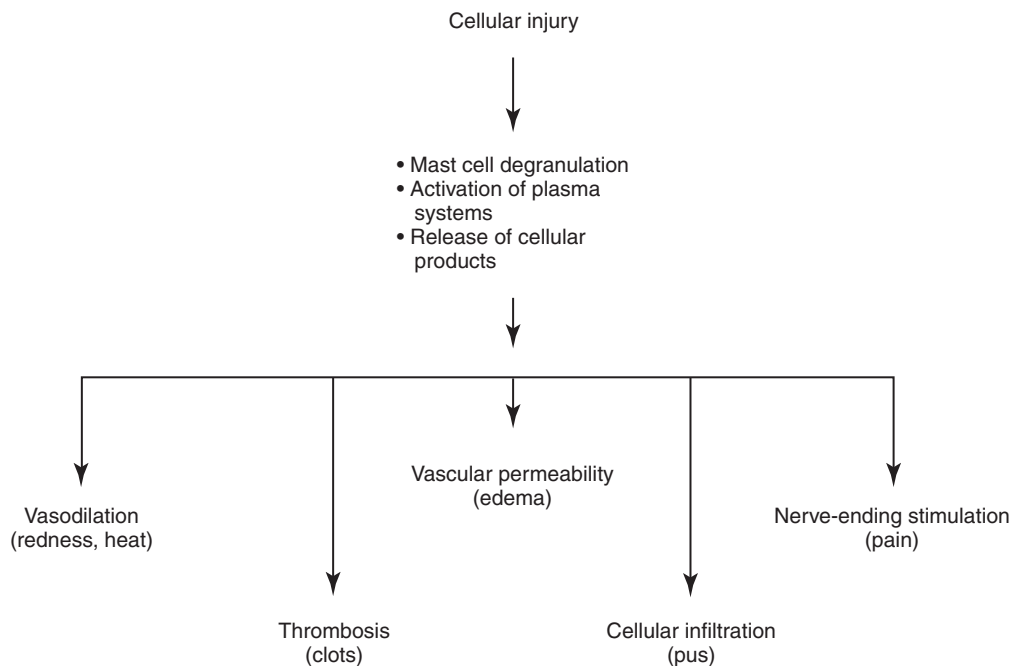 Cellular injury
• Mast cell degranulation
• Activation of plasma
systems
• Release of cellular
products
Vascular permeability
(edema)
Vasodilation
(redness, heat)
Nerve-ending stimulation
(pain)
Thrombosis
(clots)
Cellular infiltration
(pus)